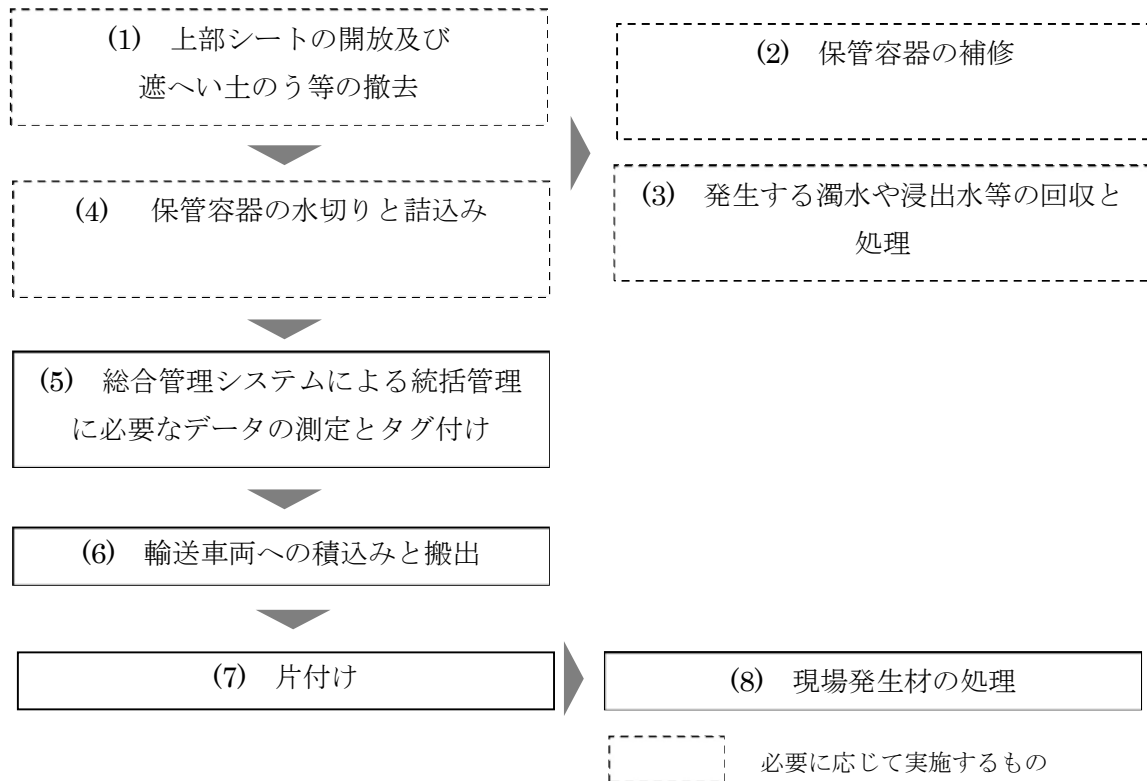 (1) 上部シートの開放及び
遮へい土のう等の撤去
(2) 保管容器の補修
(3) 発生する濁水や浸出水等の回収と
処理
(4) 保管容器の水切りと詰込み
(5) 総合管理システムによる統括管理
に必要なデータの測定とタグ付け
(6) 輸送車両への積込みと搬出
(7) 片付け
(8) 現場発生材の処理
必要に応じて実施するもの